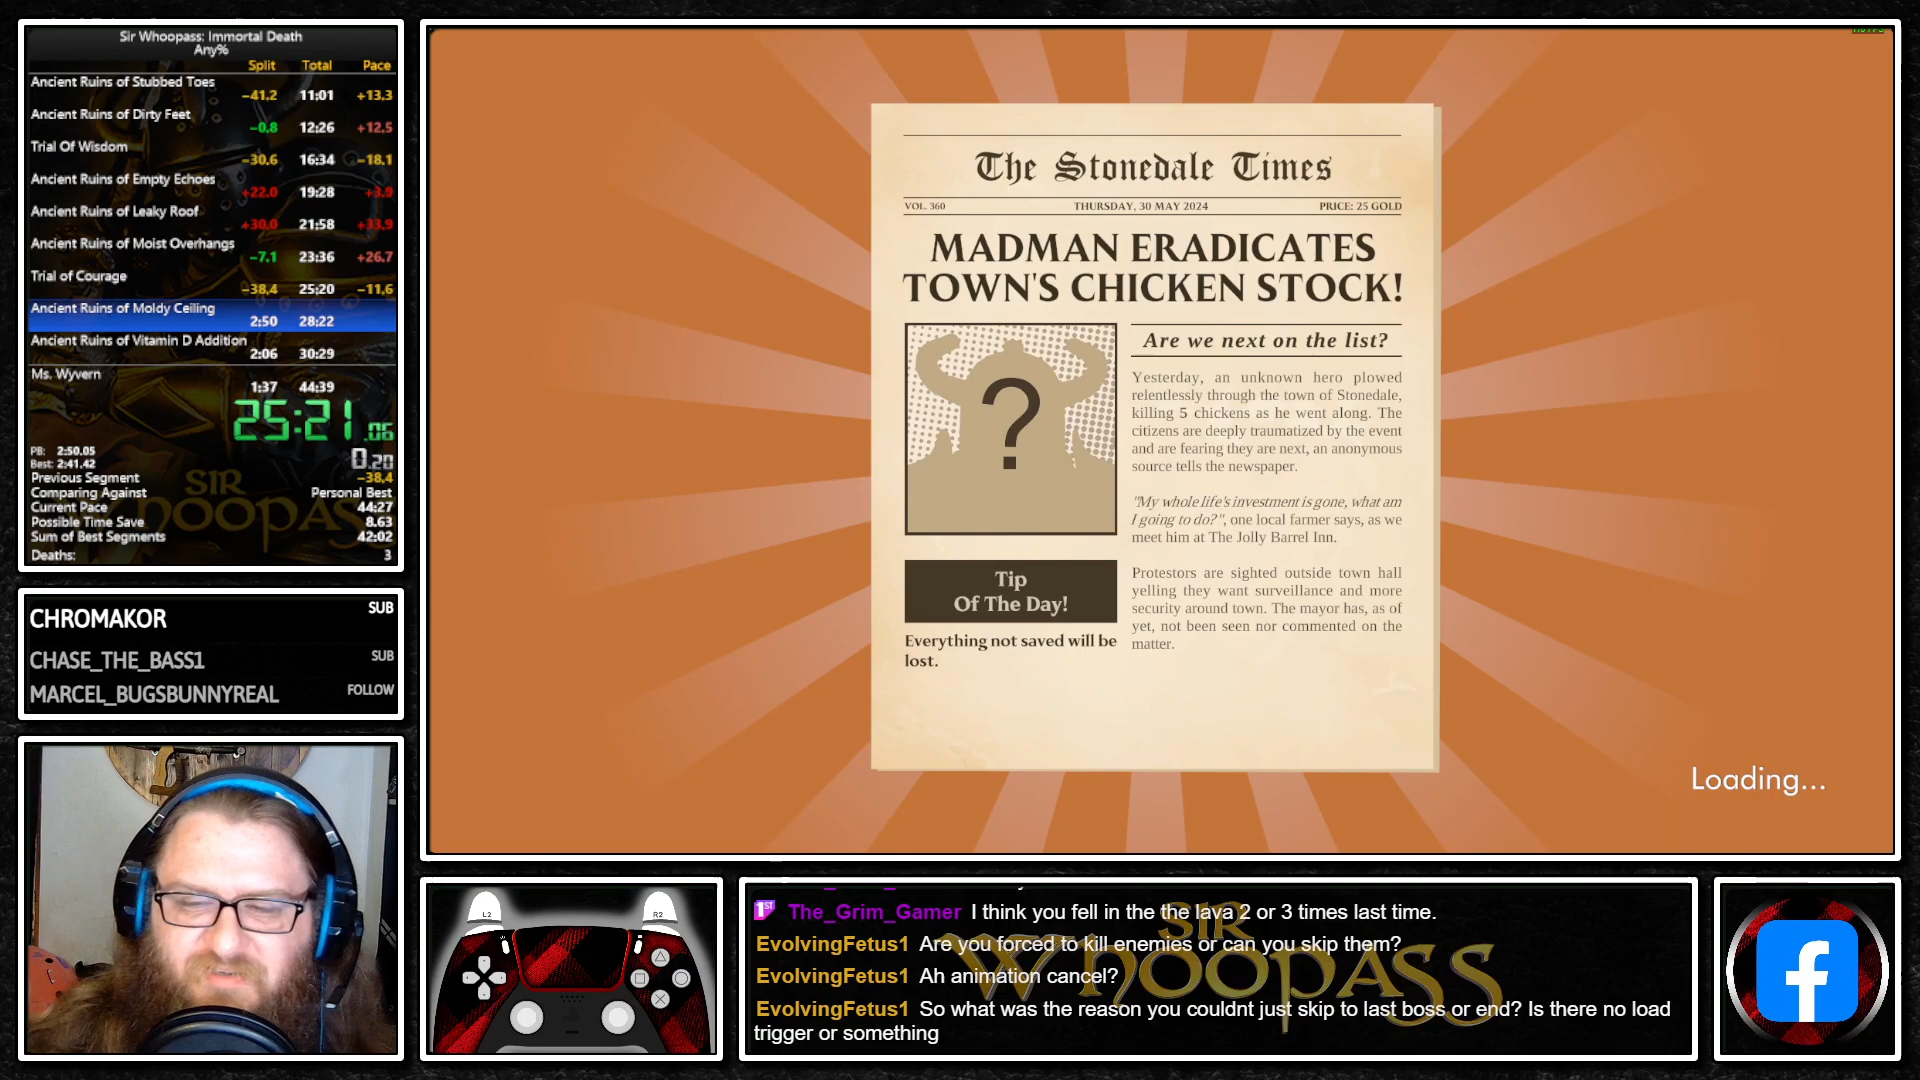 Sir Whoopass: Immortal Death
Any%
Split Total Pace
Ancient Ruins of Stubbed Toes
-41.2 11:01 +13.3
Ancient Ruins of Dirty Feet
-0.8 12:26 +12.5
Trial Of Wisdom
-30.6 16:34 -18.1
Ancient Ruins of Empty Echoes
+22.0 19:28 +3.9
Ancient Ruins of Leaky Roof
+30.0 21:58 +33.9
Ancient Ruins of Moist Overhangs
-7.1 23:36 +26.7
Trial of Courage
-38.4 25:20 -11.6
Ancient Ruins of Moldy Ceiling
2:50 28:22
Ancient Ruins of Vitamin D Addition
2:06 30:29
Ms. Wyvern
1:37 44:39
25:21.06
PB: 2:50.05
Best: 2:41.42
0.20
Previous Segment -38.4
Comparing Against Personal Best
Current Pace 44:27
Possible Time Save 8.63
Sum of Best Segments 42:02
Deaths: 3
SIR
WHOOPASS
CHROMAKOR SUB
CHASE_THE_BASS1 SUB
MARCEL_BUGSBUNNYREAL FOLLOW
The Stonedale Times
VOL. 360 THURSDAY, 30 MAY 2024 PRICE: 25 GOLD
MADMAN ERADICATES
TOWN'S CHICKEN STOCK!
?
Are we next on the list?
Yesterday, an unknown hero plowed
relentlessly through the town of Stonedale,
killing 5 chickens as he went along. The
citizens are deeply traumatized by the event
and are fearing they are next, an anonymous
source tells the newspaper.
"My whole life's investment is gone, what am
I going to do?", one local farmer says, as we
meet him at The Jolly Barrel Inn.
Protestors are sighted outside town hall
yelling they want surveillance and more
security around town. The mayor has, as of
yet, not been seen nor commented on the
matter.
Tip
Of The Day!
Everything not saved will be
lost.
Loading...
L2 R2
1ST The_Grim_Gamer I think you fell in the the lava 2 or 3 times last time.
EvolvingFetus1 Are you forced to kill enemies or can you skip them?
EvolvingFetus1 Ah animation cancel?
EvolvingFetus1 So what was the reason you couldnt just skip to last boss or end? Is there no load
trigger or something
SIR
WHOOPASS
f